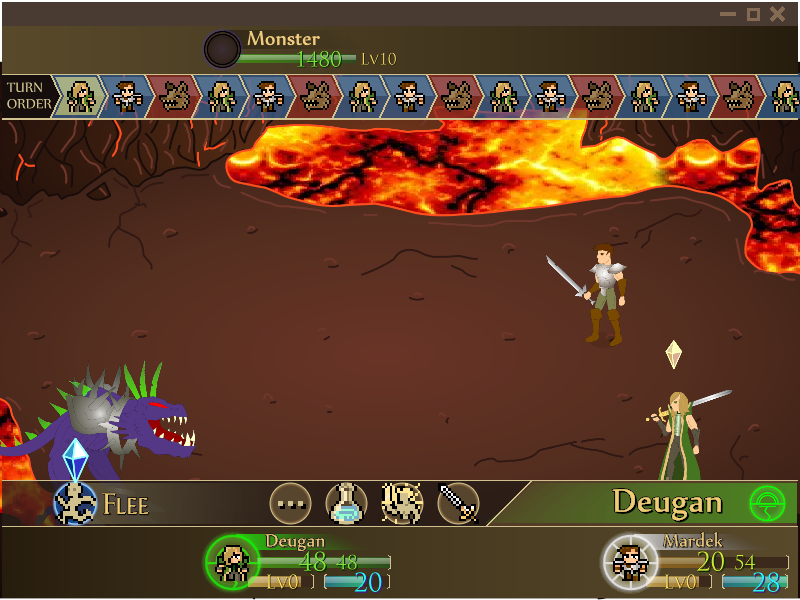 Monster
1480 Lv10
TURN
ORDER
FLEE
...
Deugan
Deugan
48 48
Lv0 20
Mardek
20 54
Lv0 28